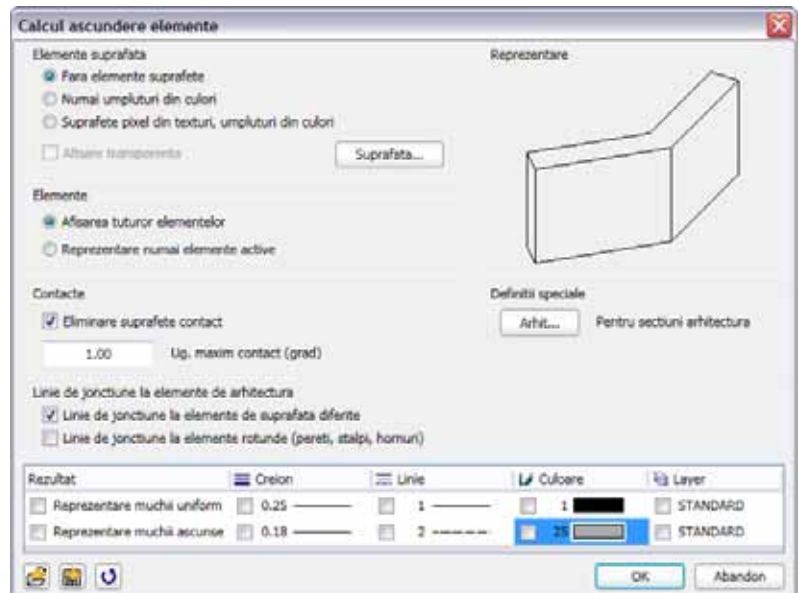 Calcul ascundere elemente
Elemente suprafata
Fara elemente suprafete
Numai umpluturi din culori
Suprafete pixel din texturi, umpluturi din culori
Afisare transparenta
Suprafata...
Reprezentare
Elemente
Afisarea tuturor elementelor
Reprezentare numai elemente active
Contacte
Eliminare suprafete contact
1.00 Ug. maxim contact (grad)
Definitii speciale
Arhit... Pentru sectiuni arhitectura
Linie de jonctiune la elemente de arhitectura
Linie de jonctiune la elemente de suprafata diferite
Linie de jonctiune la elemente rotunde (pereti, stalpi, hornuri)
Rezultat Creion Linie Culoare Layer
Reprezentare muchii uniform 0.25 1 1 STANDARD
Reprezentare muchii ascunse 0.18 2 25 STANDARD
OK Abandon